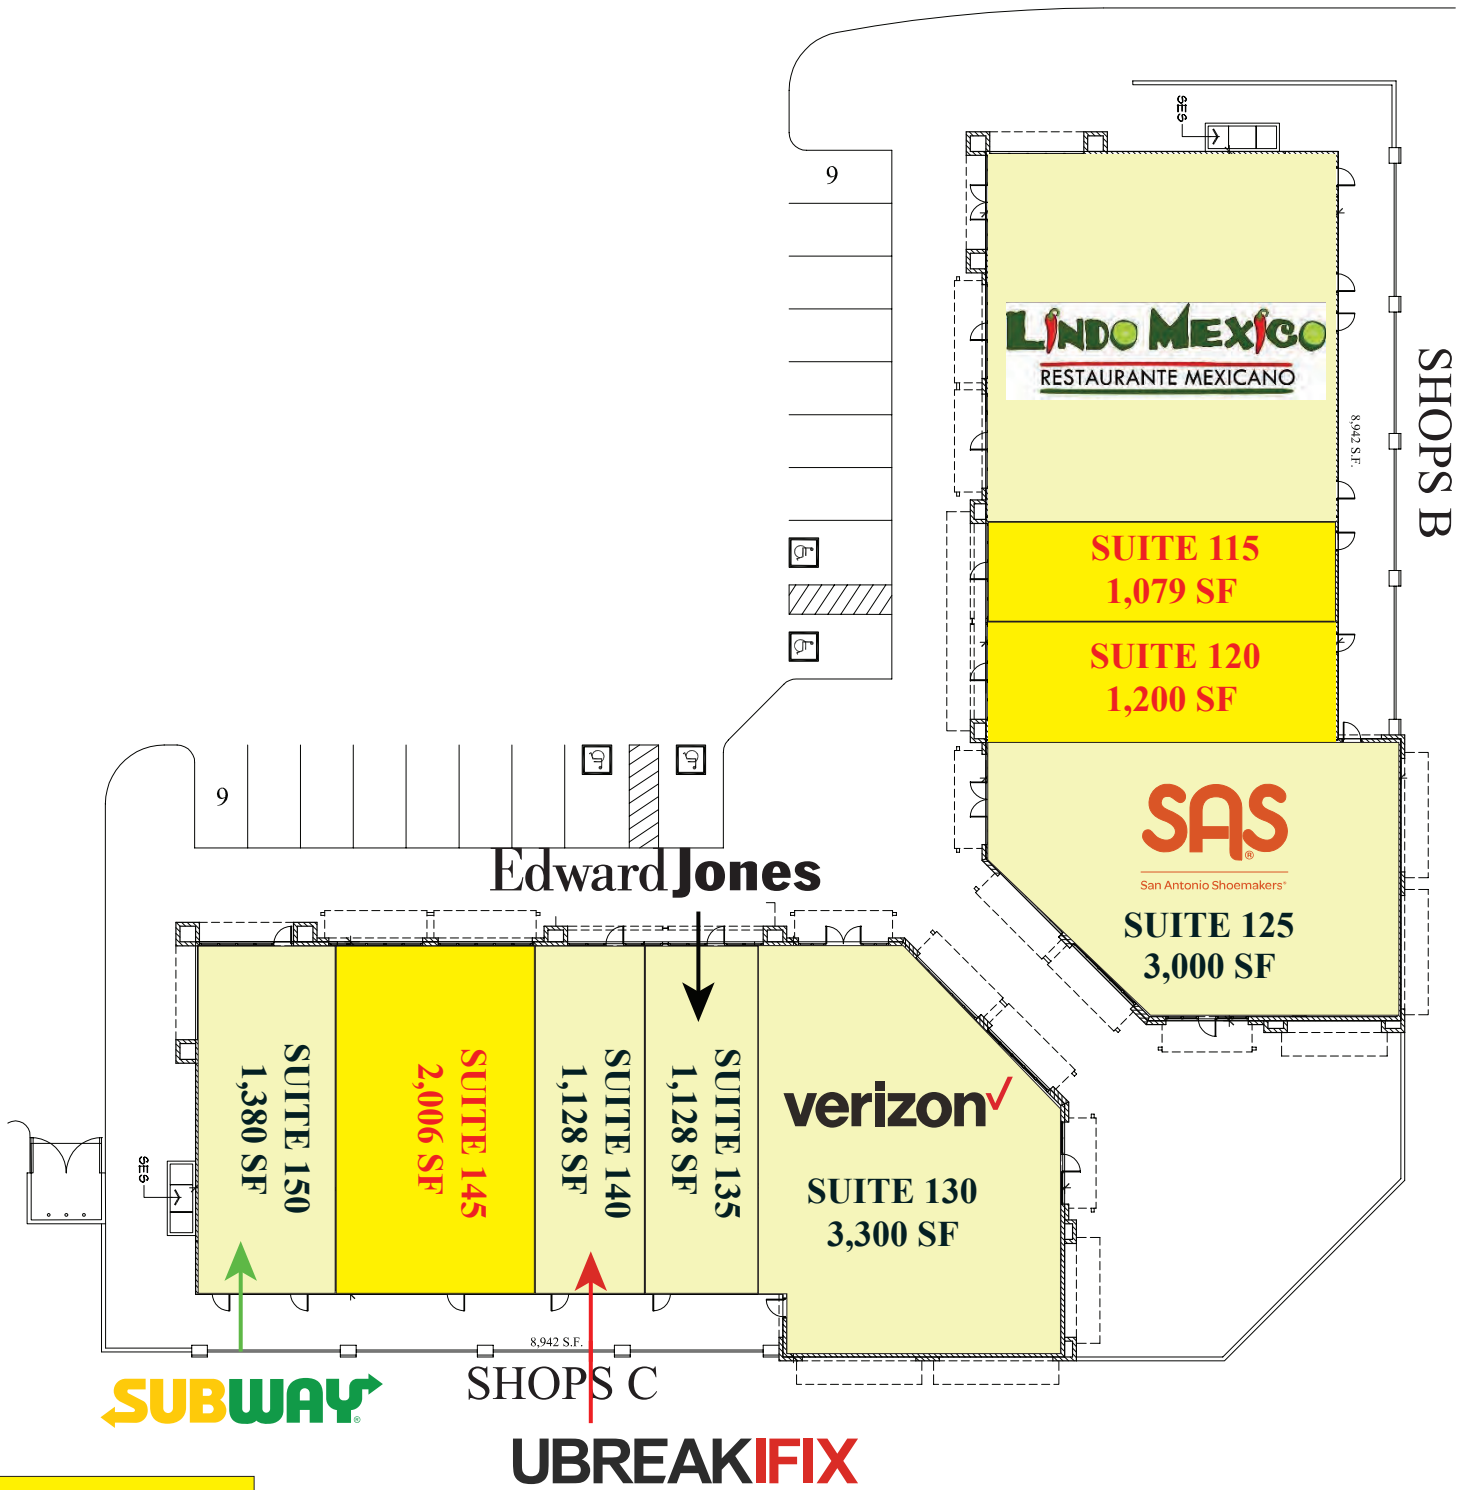 SES
9
LINDO MEXICO
RESTAURANTE MEXICANO
8,942 S.F.
SHOPS B
SUITE 115
1,079 SF
SUITE 120
1,200 SF
SAS®
San Antonio Shoemakers®
SUITE 125
3,000 SF
9
Edward Jones
SUITE 150
1,380 SF
SUITE 145
2,006 SF
SUITE 140
1,128 SF
SUITE 135
1,128 SF
verizon
SUITE 130
3,300 SF
SES
8,942 S.F.
SHOPS C
SUBWAY®
UBREAKIFIX